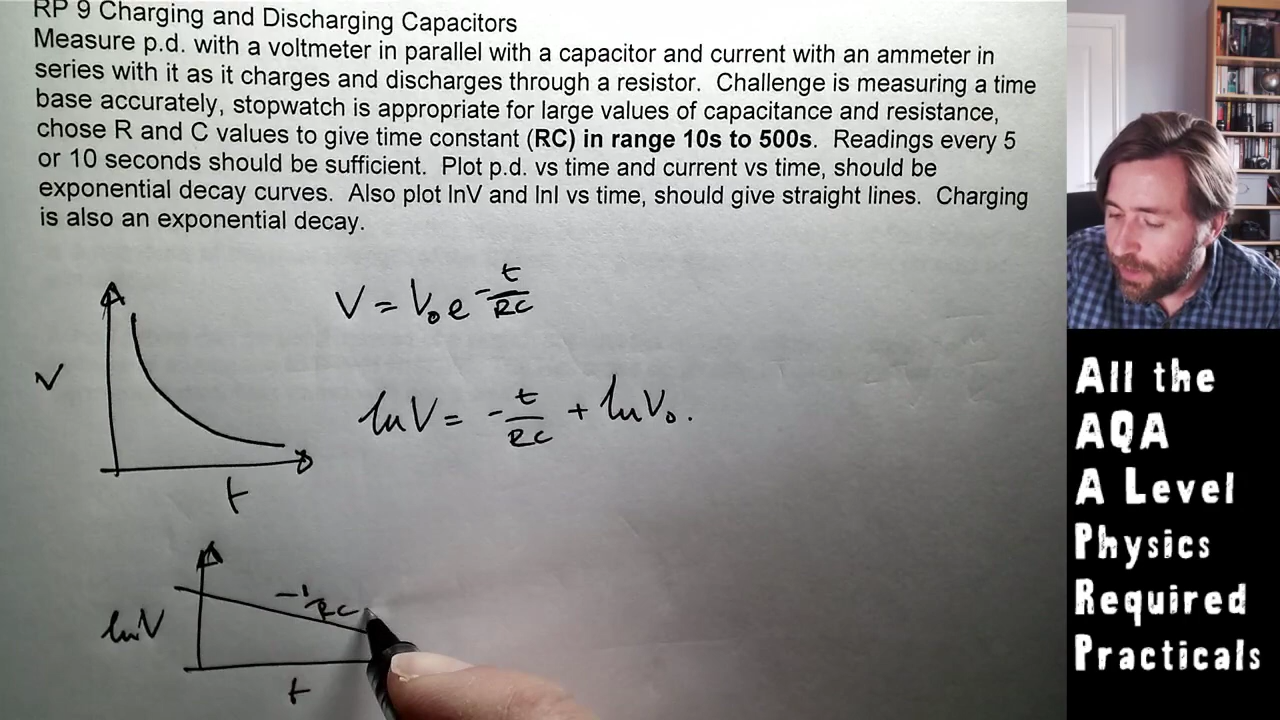 RP 9 Charging and Discharging Capacitors
Measure p.d. with a voltmeter in parallel with a capacitor and current with an ammeter in
series with it as it charges and discharges through a resistor. Challenge is measuring a time
base accurately, stopwatch is appropriate for large values of capacitance and resistance,
chose R and C values to give time constant (RC) in range 10s to 500s. Readings every 5
or 10 seconds should be sufficient. Plot p.d. vs time and current vs time, should be
exponential decay curves. Also plot lnV and lnI vs time, should give straight lines. Charging
is also an exponential decay.
V = V₀e^-t/RC
V
lnV = -t/RC + lnV₀.
t
-1/RC
lnV
t
All the
AQA
A Level
Physics
Required
Practicals